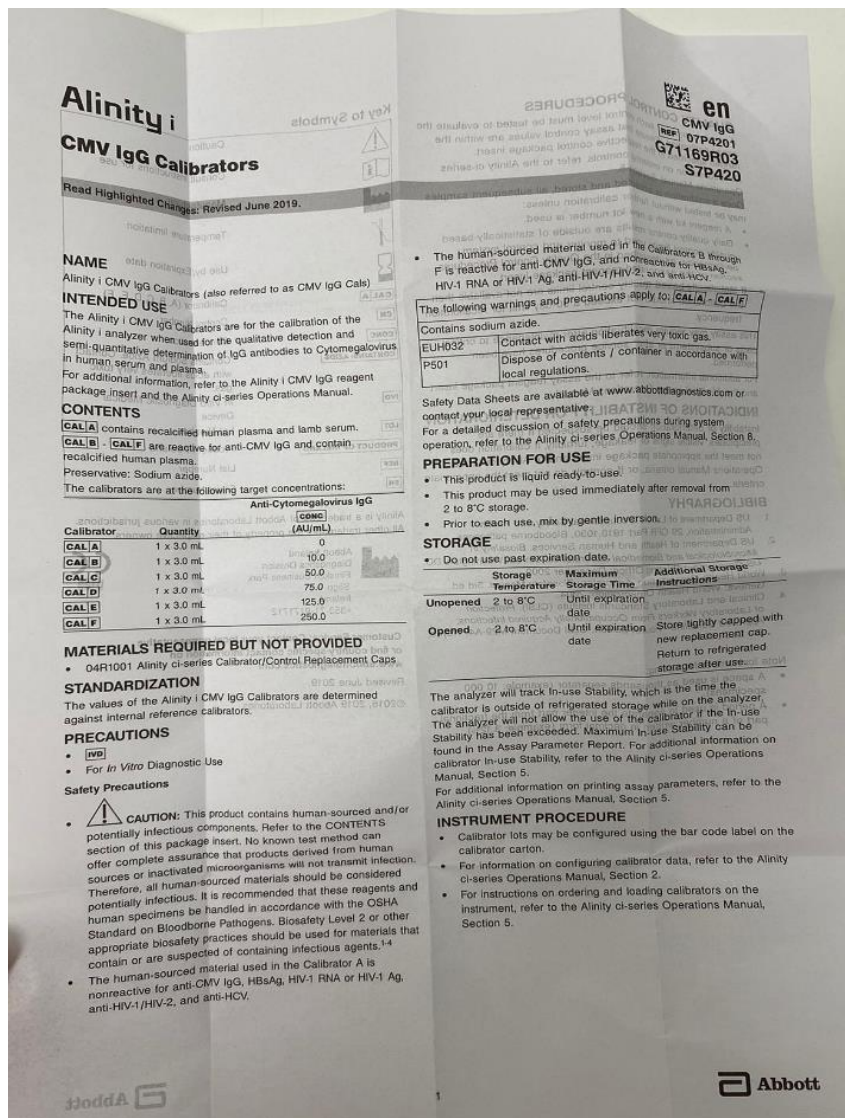 Alinity i
CMV IgG Calibrators
en
CMV IgG
REF 07P4201
G71169R03
S7P420
Read Highlighted Changes: Revised June 2019.
NAME
Alinity i CMV IgG Calibrators (also referred to as CMV IgG Cals)
INTENDED USE
The Alinity i CMV IgG Calibrators are for the calibration of the
Alinity i analyzer when used for the qualitative detection and
semi-quantitative determination of IgG antibodies to Cytomegalovirus
in human serum and plasma.
For additional information, refer to the Alinity i CMV IgG reagent
package insert and the Alinity ci-series Operations Manual.
CONTENTS
CAL A contains recalcified human plasma and lamb serum.
CAL B - CAL F are reactive for anti-CMV IgG and contain
recalcified human plasma.
Preservative: Sodium azide.
The calibrators are at the following target concentrations:
Anti-Cytomegalovirus IgG
CONC
Calibrator Quantity (AU/mL)
CAL A 1 x 3.0 mL 0
CAL B 1 x 3.0 mL 10.0
CAL C 1 x 3.0 mL 50.0
CAL D 1 x 3.0 mL 75.0
CAL E 1 x 3.0 mL 125.0
CAL F 1 x 3.0 mL 250.0
MATERIALS REQUIRED BUT NOT PROVIDED
• 04R1001 Alinity ci-series Calibrator/Control Replacement Caps
STANDARDIZATION
The values of the Alinity i CMV IgG Calibrators are determined
against internal reference calibrators.
PRECAUTIONS
• IVD
• For In Vitro Diagnostic Use
Safety Precautions
• CAUTION: This product contains human-sourced and/or
potentially infectious components. Refer to the CONTENTS
section of this package insert. No known test method can
offer complete assurance that products derived from human
sources or inactivated microorganisms will not transmit infection.
Therefore, all human-sourced materials should be considered
potentially infectious. It is recommended that these reagents and
human specimens be handled in accordance with the OSHA
Standard on Bloodborne Pathogens. Biosafety Level 2 or other
appropriate biosafety practices should be used for materials that
contain or are suspected of containing infectious agents.1-4
• The human-sourced material used in the Calibrator A is
nonreactive for anti-CMV IgG, HBsAg, HIV-1 RNA or HIV-1 Ag,
anti-HIV-1/HIV-2, and anti-HCV.
• The human-sourced material used in the Calibrators B through
F is reactive for anti-CMV IgG, and nonreactive for HBsAg,
HIV-1 RNA or HIV-1 Ag, anti-HIV-1/HIV-2, and anti-HCV.
The following warnings and precautions apply to: CAL A - CAL F
Contains sodium azide.
EUH032 Contact with acids liberates very toxic gas.
P501 Dispose of contents / container in accordance with
local regulations.
Safety Data Sheets are available at www.abbottdiagnostics.com or
contact your local representative.
For a detailed discussion of safety precautions during system
operation, refer to the Alinity ci-series Operations Manual, Section 8.
PREPARATION FOR USE
• This product is liquid ready-to-use.
• This product may be used immediately after removal from
2 to 8°C storage.
• Prior to each use, mix by gentle inversion.
STORAGE
• Do not use past expiration date.
Storage Maximum Additional Storage
Temperature Storage Time Instructions
Unopened 2 to 8°C Until expiration
date
Opened 2 to 8°C Until expiration Store tightly capped with
date new replacement cap.
Return to refrigerated
storage after use.
The analyzer will track In-use Stability, which is the time the
calibrator is outside of refrigerated storage while on the analyzer.
The analyzer will not allow the use of the calibrator if the In-use
Stability has been exceeded. Maximum In-use Stability can be
found in the Assay Parameter Report. For additional information on
calibrator In-use Stability, refer to the Alinity ci-series Operations
Manual, Section 5.
For additional information on printing assay parameters, refer to the
Alinity ci-series Operations Manual, Section 5.
INSTRUMENT PROCEDURE
• Calibrator lots may be configured using the bar code label on the
calibrator carton.
• For information on configuring calibrator data, refer to the Alinity
ci-series Operations Manual, Section 2.
• For instructions on ordering and loading calibrators on the
instrument, refer to the Alinity ci-series Operations Manual,
Section 5.
1
Abbott